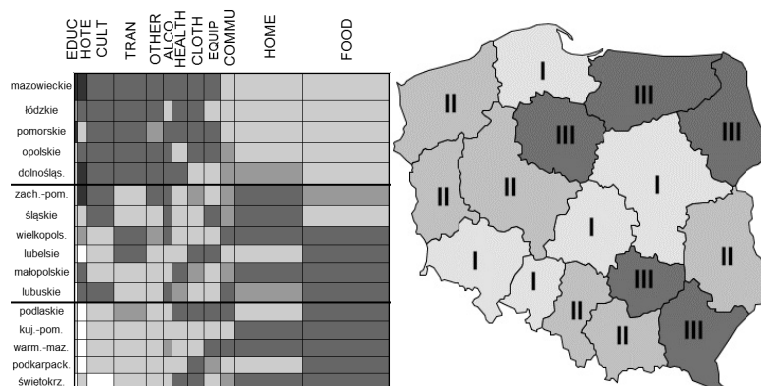 EDUC
HOTE
CULT
TRAN
OTHER
ALCO
HEALTH
CLOTH
EQUIP
COMMU
HOME
FOOD
mazowieckie
łódzkie
pomorskie
opolskie
dolnośląs.
zach.-pom.
śląskie
wielkopols.
lubelsie
małopolskie
lubuskie
podlaskie
kuj.-pom.
warm.-maz.
podkarpack.
świętokrz.
I
III
II
III
III
II
II
I
I
II
I
I
III
II
II
III